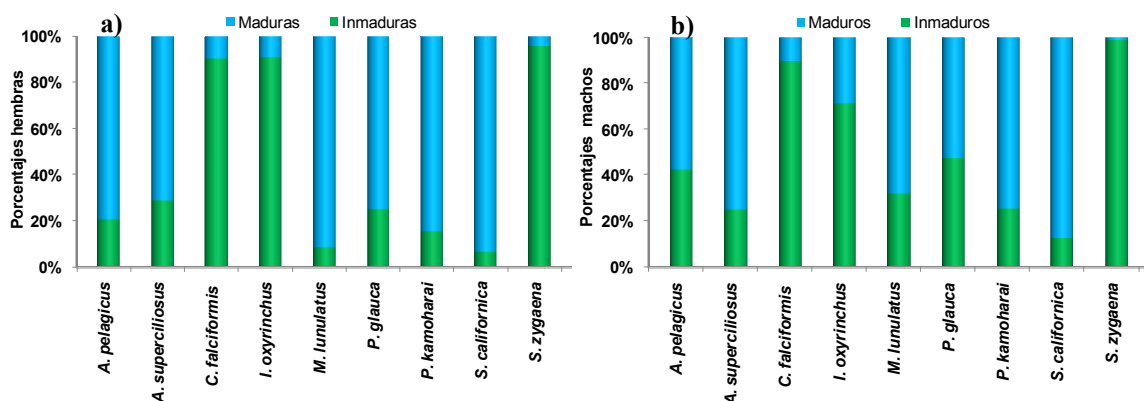 a)
Maduras Inmaduras
100%
80%
60%
40%
20%
0%
Porcentajes hembras
A. pelagicus
A. superciliosus
C. falciformis
I. oxyrinchus
M. lunulatus
P. glauca
P. kamoharai
S. californica
S. zygaena
b)
Maduros Inmaduros
100%
80%
60%
40%
20%
0%
Porcentajes machos
A. pelagicus
A. superciliosus
C. falciformis
I. oxyrinchus
M. lunulatus
P. glauca
P. kamoharai
S. californica
S. zygaena